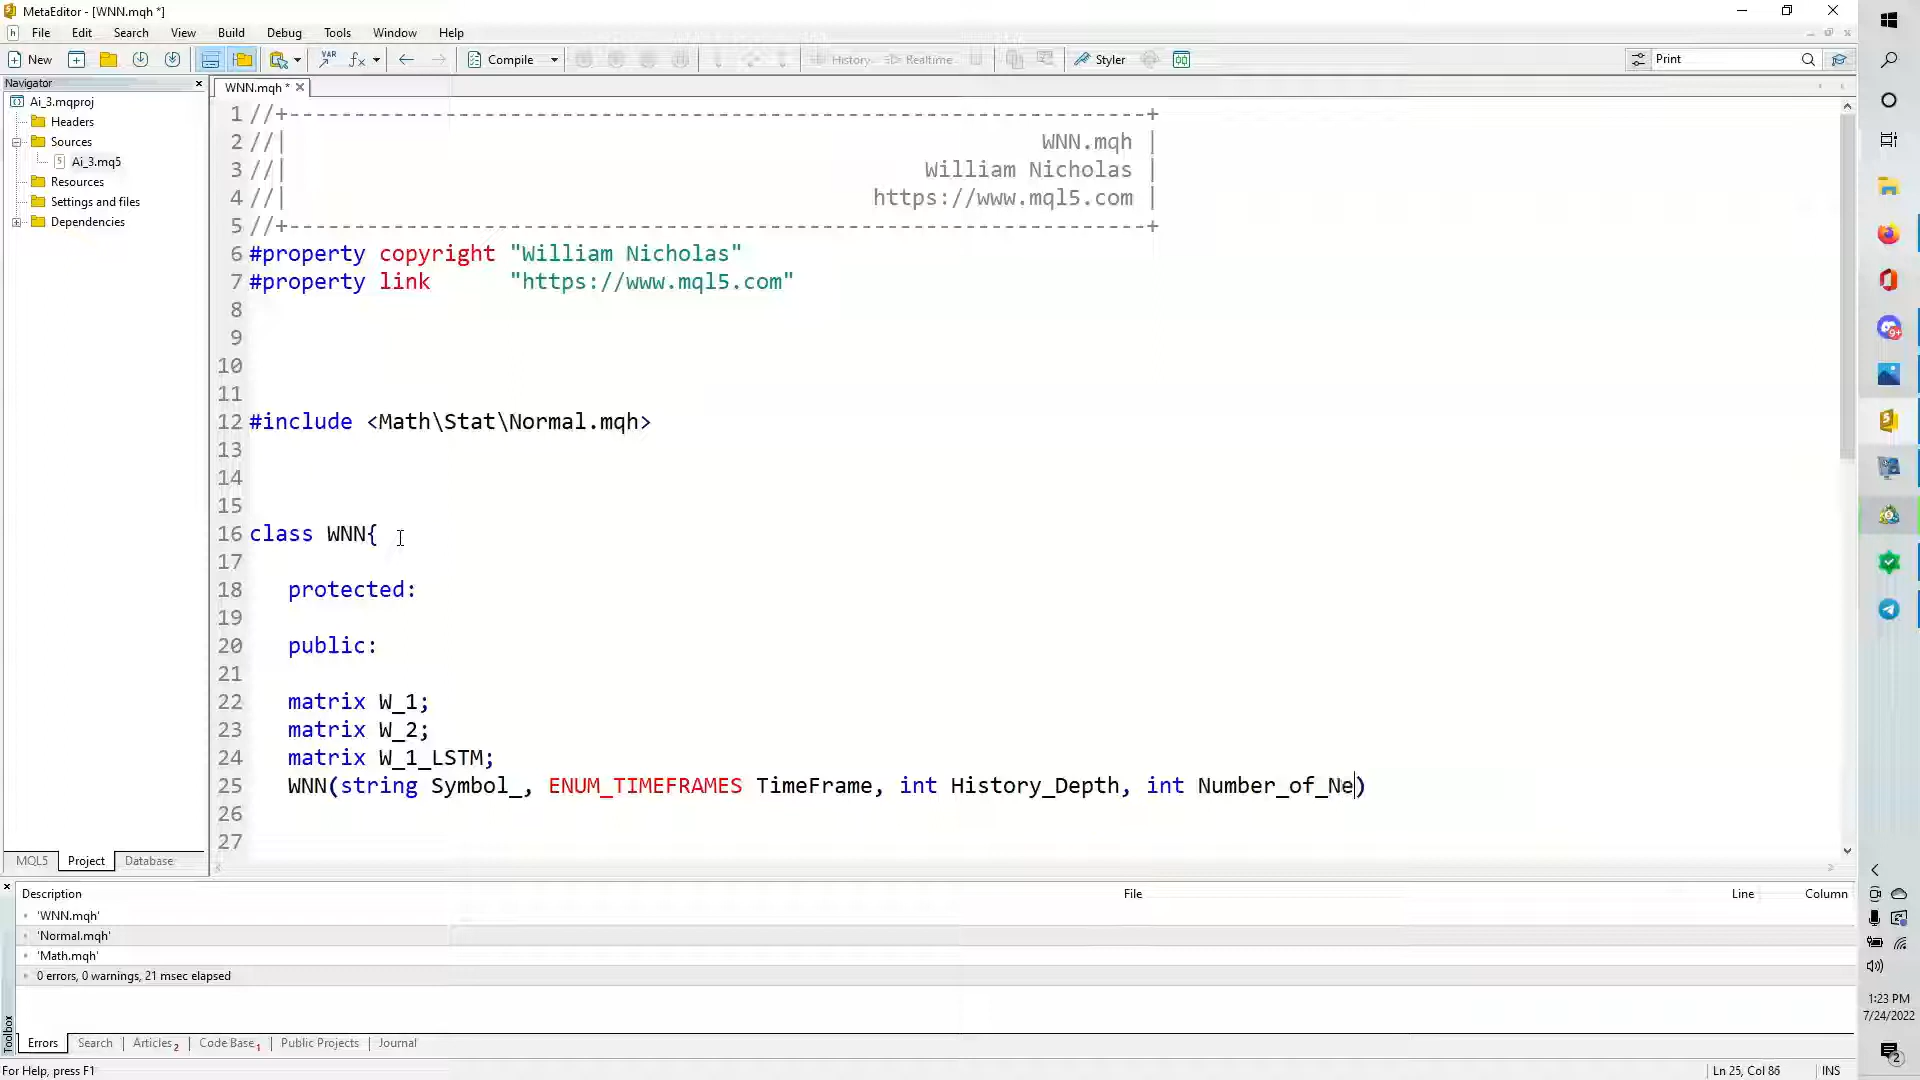 MetaEditor - [WNN.mqh *]
File Edit Search View Build Debug Tools Window Help
New Compile History Realtime Styler Print
Navigator
WNN.mqh *
Ai_3.mqproj
Headers
Sources
Ai_3.mq5
Resources
Settings and files
Dependencies
MQL5 Project Database
1 //+------------------------------------------------------------------+
2 //| WNN.mqh |
3 //| William Nicholas |
4 //| https://www.mql5.com |
5 //+------------------------------------------------------------------+
6 #property copyright "William Nicholas"
7 #property link "https://www.mql5.com"
8
9
10
11
12 #include <Math\Stat\Normal.mqh>
13
14
15
16 class WNN{
17
18 protected:
19
20 public:
21
22 matrix W_1;
23 matrix W_2;
24 matrix W_1_LSTM;
25 WNN(string Symbol_, ENUM_TIMEFRAMES TimeFrame, int History_Depth, int Number_of_Ne)
26
27
Description File Line Column
'WNN.mqh'
'Normal.mqh'
'Math.mqh'
0 errors, 0 warnings, 21 msec elapsed
Toolbox
Errors Search Articles 2 Code Base 1 Public Projects Journal
For Help, press F1 Ln 25, Col 86 INS
1:23 PM
7/24/2022
2